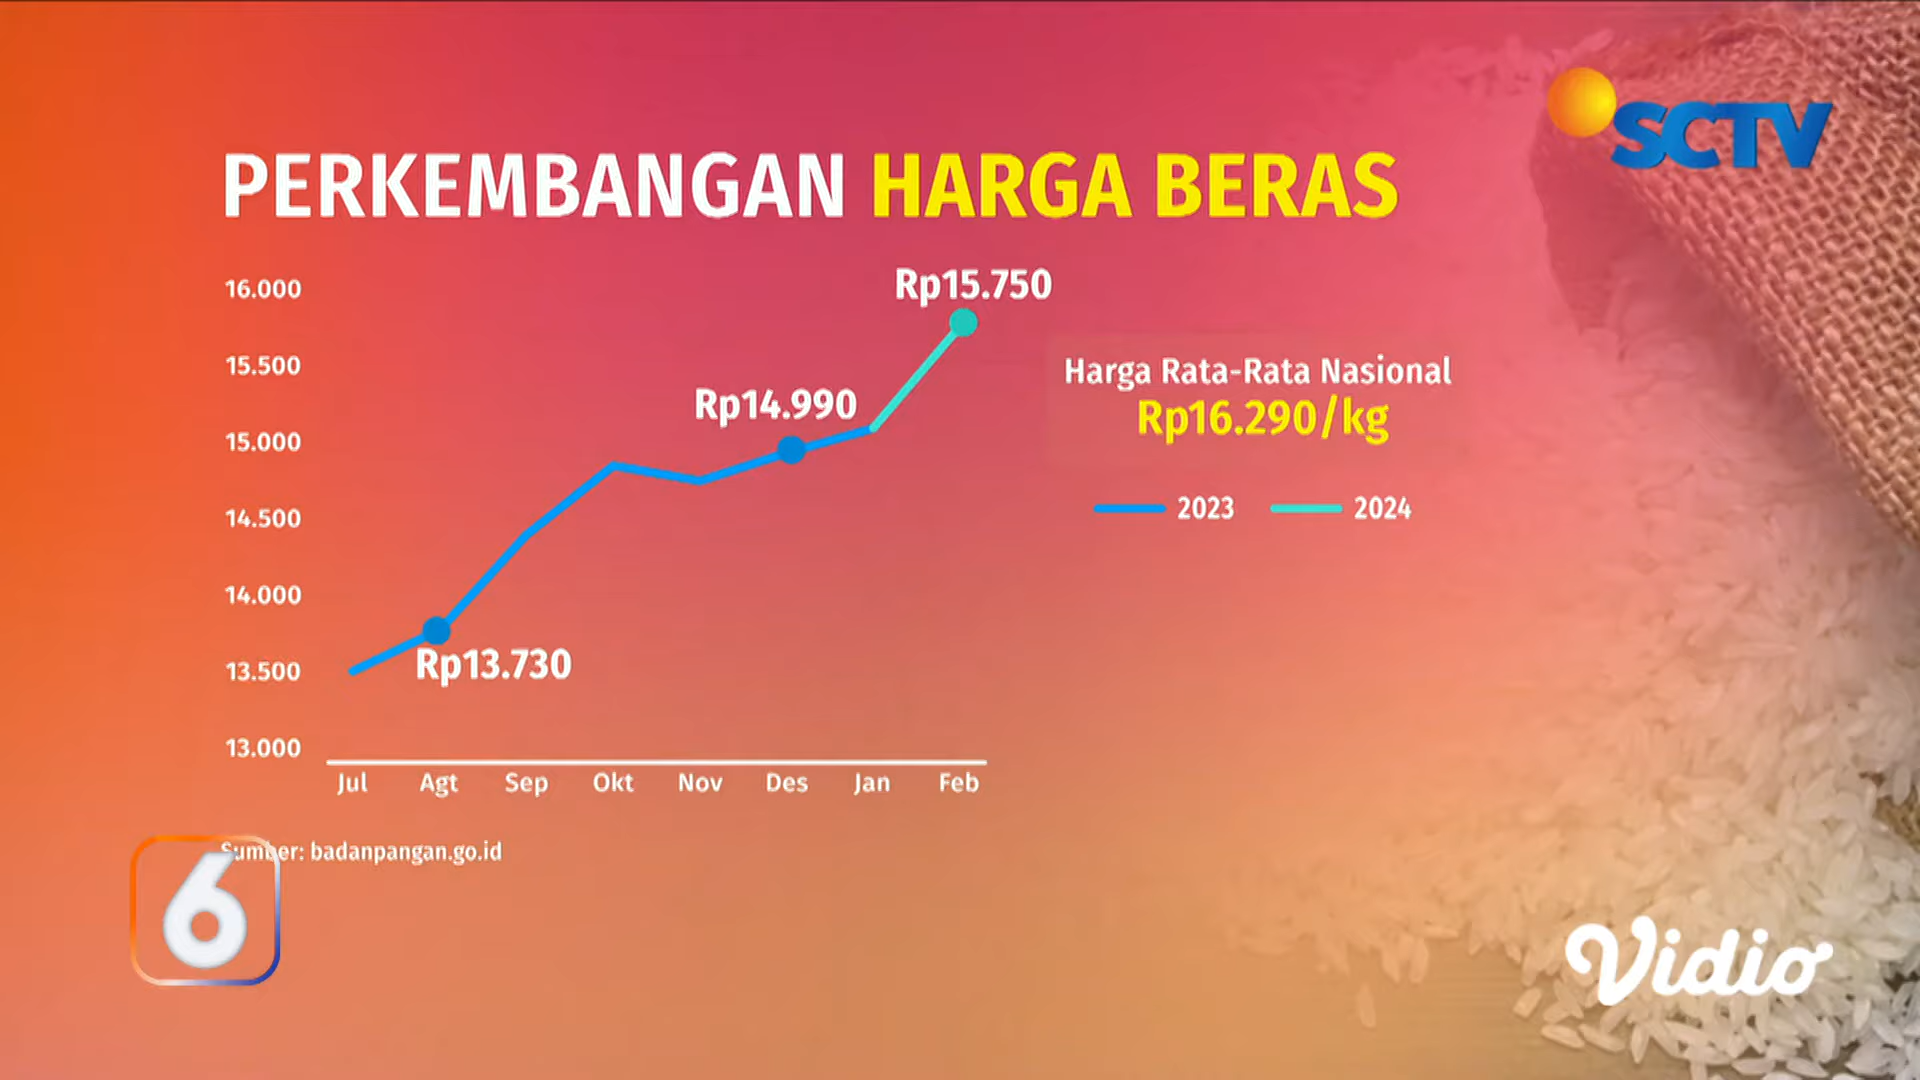 SCTV
PERKEMBANGAN HARGA BERAS
16.000
15.500
15.000
14.500
14.000
13.500
13.000
Rp15.750
Rp14.990
Rp13.730
Jul Agt Sep Okt Nov Des Jan Feb
Harga Rata-Rata Nasional
Rp16.290/kg
2023 2024
Sumber: badanpangan.go.id
6
Vidio